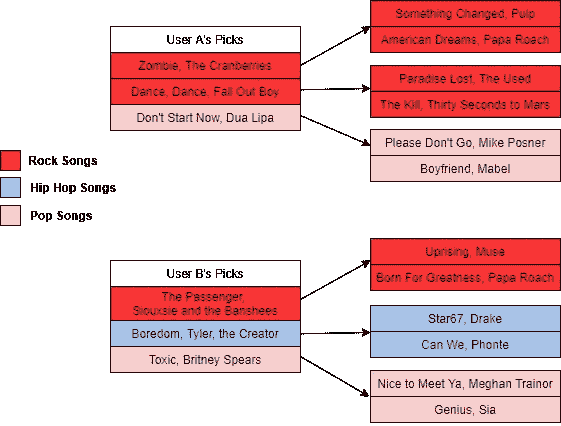 User A's Picks
Zombie, The Cranberries
Dance, Dance, Fall Out Boy
Don't Start Now, Dua Lipa
Something Changed, Pulp
American Dreams, Papa Roach
Paradise Lost, The Used
The Kill, Thirty Seconds to Mars
Please Don't Go, Mike Posner
Boyfriend, Mabel
Rock Songs
Hip Hop Songs
Pop Songs
User B's Picks
The Passenger,
Siouxsie and the Banshees
Boredom, Tyler, the Creator
Toxic, Britney Spears
Uprising, Muse
Born For Greatness, Papa Roach
Star67, Drake
Can We, Phonte
Nice to Meet Ya, Meghan Trainor
Genius, Sia